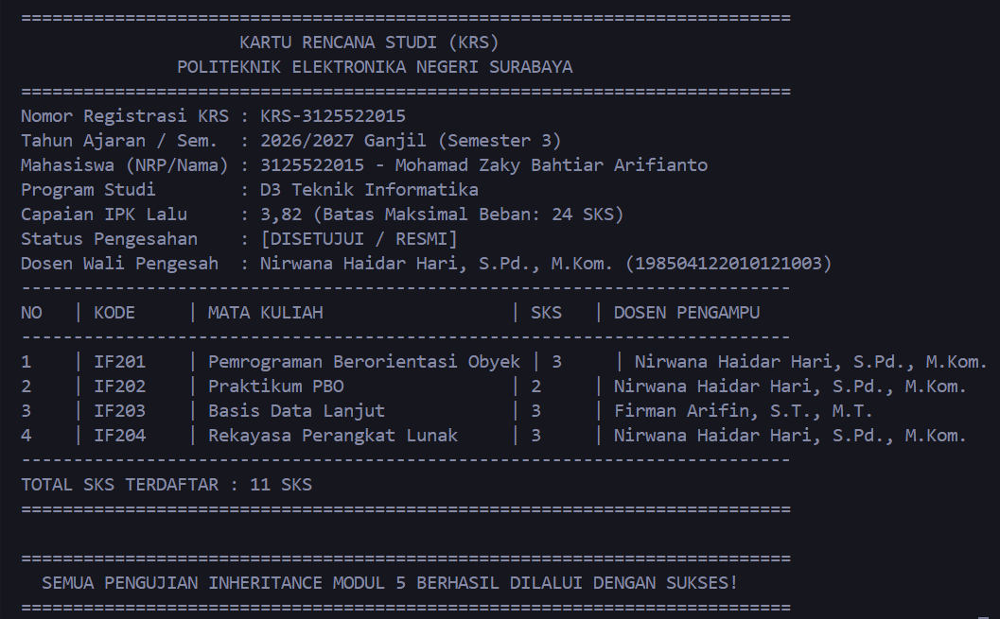 ==========================================================================
KARTU RENCANA STUDI (KRS)
POLITEKNIK ELEKTRONIKA NEGERI SURABAYA
==========================================================================
Nomor Registrasi KRS : KRS-3125522015
Tahun Ajaran / Sem.  : 2026/2027 Ganjil (Semester 3)
Mahasiswa (NRP/Nama) : 3125522015 - Mohamad Zaky Bahtiar Arifianto
Program Studi        : D3 Teknik Informatika
Capaian IPK Lalu     : 3,82 (Batas Maksimal Beban: 24 SKS)
Status Pengesahan    : [DISETUJUI / RESMI]
Dosen Wali Pengesah  : Nirwana Haidar Hari, S.Pd., M.Kom. (198504122010121003)
--------------------------------------------------------------------------
NO   | KODE     | MATA KULIAH                  | SKS   | DOSEN PENGAMPU
--------------------------------------------------------------------------
1    | IF201    | Pemrograman Berorientasi Obyek | 3     | Nirwana Haidar Hari, S.Pd., M.Kom.
2    | IF202    | Praktikum PBO                | 2     | Nirwana Haidar Hari, S.Pd., M.Kom.
3    | IF203    | Basis Data Lanjut            | 3     | Firman Arifin, S.T., M.T.
4    | IF204    | Rekayasa Perangkat Lunak     | 3     | Nirwana Haidar Hari, S.Pd., M.Kom.
--------------------------------------------------------------------------
TOTAL SKS TERDAFTAR : 11 SKS
==========================================================================
==========================================================================
SEMUA PENGUJIAN INHERITANCE MODUL 5 BERHASIL DILALUI DENGAN SUKSES!
==========================================================================